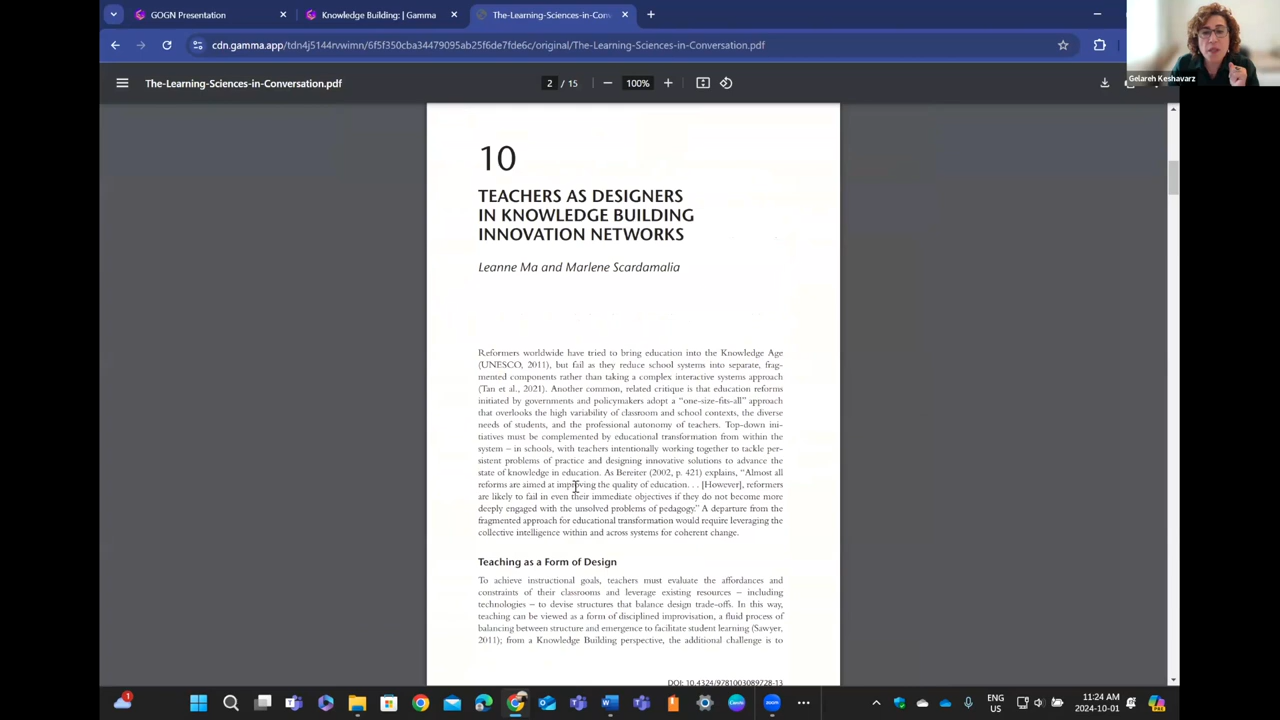 GOGN Presentation
Knowledge Building: | Gamma
The-Learning-Sciences-in-Conv
cdn.gamma.app/tdn4j5144rvwimn/6f5f350cba34479095ab25f6de7fde6c/original/The-Learning-Sciences-in-Conversation.pdf
Gelareh Keshavarz
The-Learning-Sciences-in-Conversation.pdf
2 / 15
100%
10
TEACHERS AS DESIGNERS
IN KNOWLEDGE BUILDING
INNOVATION NETWORKS
Leanne Ma and Marlene Scardamalia
Reformers worldwide have tried to bring education into the Knowledge Age
(UNESCO, 2011), but fail as they reduce school systems into separate, frag-
mented components rather than taking a complex interactive systems approach
(Tan et al., 2021). Another common, related critique is that education reforms
initiated by governments and policymakers adopt a “one-size-fits-all” approach
that overlooks the high variability of classroom and school contexts, the diverse
needs of students, and the professional autonomy of teachers. Top-down ini-
tiatives must be complemented by educational transformation from within the
system – in schools, with teachers intentionally working together to tackle per-
sistent problems of practice and designing innovative solutions to advance the
state of knowledge in education. As Bereiter (2002, p. 421) explains, “Almost all
reforms are aimed at improving the quality of education. . . [However], reformers
are likely to fail in even their immediate objectives if they do not become more
deeply engaged with the unsolved problems of pedagogy.” A departure from the
fragmented approach for educational transformation would require leveraging the
collective intelligence within and across systems for coherent change.
Teaching as a Form of Design
To achieve instructional goals, teachers must evaluate the affordances and
constraints of their classrooms and leverage existing resources – including
technologies – to devise structures that balance design trade-offs. In this way,
teaching can be viewed as a form of disciplined improvisation, a fluid process of
balancing between structure and emergence to facilitate student learning (Sawyer,
2011); from a Knowledge Building perspective, the additional challenge is to
DOI: 10.4324/9781003089728-13
1
zoom
ENG
US
11:24 AM
2024-10-01